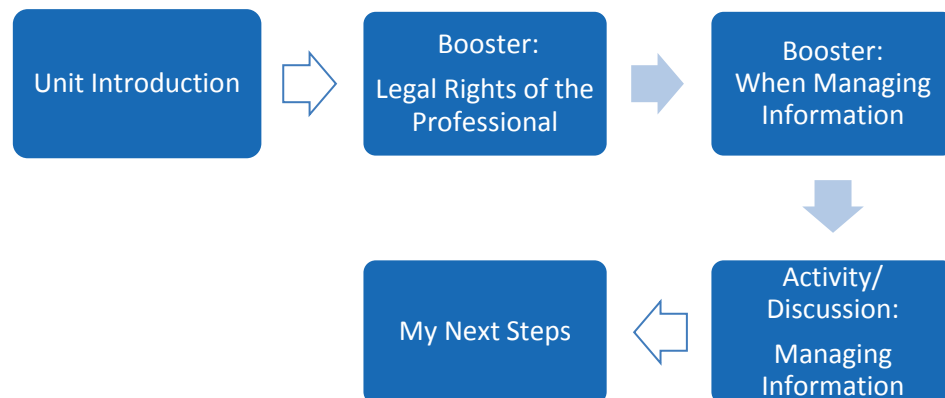 Unit Introduction
Booster:
Legal Rights of the
Professional
Booster:
When Managing
Information
Activity/
Discussion:
Managing
Information
My Next Steps